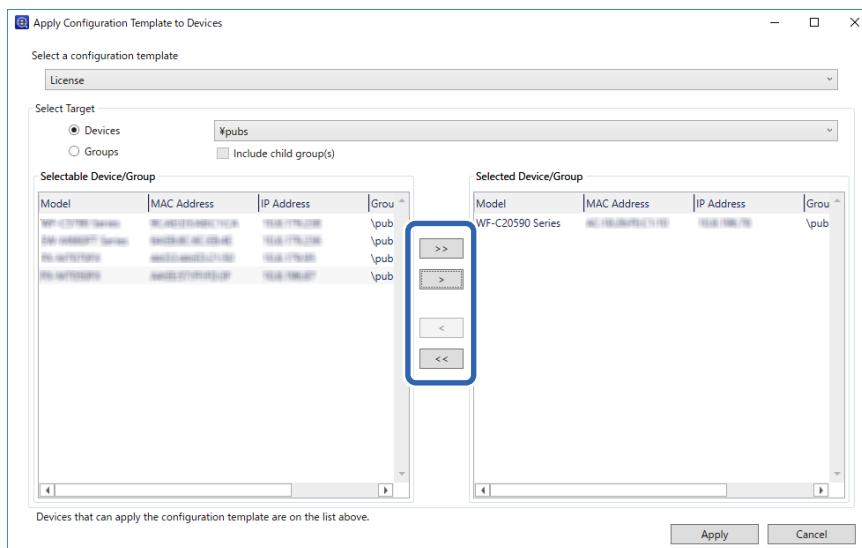 Apply Configuration Template to Devices
Select a configuration template
License
Select Target
Devices
¥pubs
Groups
Include child group(s)
Selectable Device/Group
Selected Device/Group
Model MAC Address IP Address Grou
Model MAC Address IP Address Grou
\pub
\pub
\pub
\pub
WF-C20590 Series \pub
>>
>
<
<<
Devices that can apply the configuration template are on the list above.
Apply Cancel